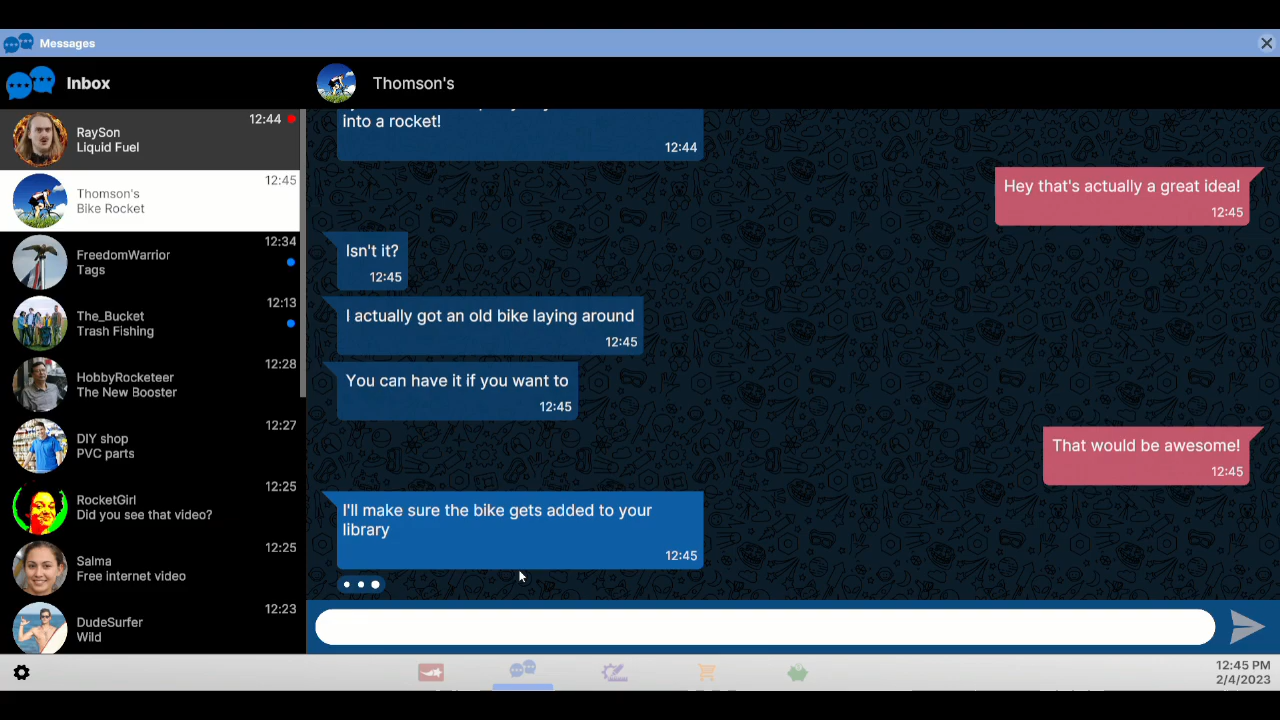 Messages
Inbox
Thomson's
RaySon
Liquid Fuel
12:44
Thomson's
Bike Rocket
12:45
FreedomWarrior
Tags
12:34
The_Bucket
Trash Fishing
12:13
HobbyRocketeer
The New Booster
12:28
DIY shop
PVC parts
12:27
RocketGirl
Did you see that video?
12:25
Salma
Free internet video
12:25
DudeSurfer
Wild
12:23
into a rocket!
12:44
Hey that's actually a great idea!
12:45
Isn't it?
12:45
I actually got an old bike laying around
12:45
You can have it if you want to
12:45
That would be awesome!
12:45
I'll make sure the bike gets added to your
library
12:45
12:45 PM
2/4/2023